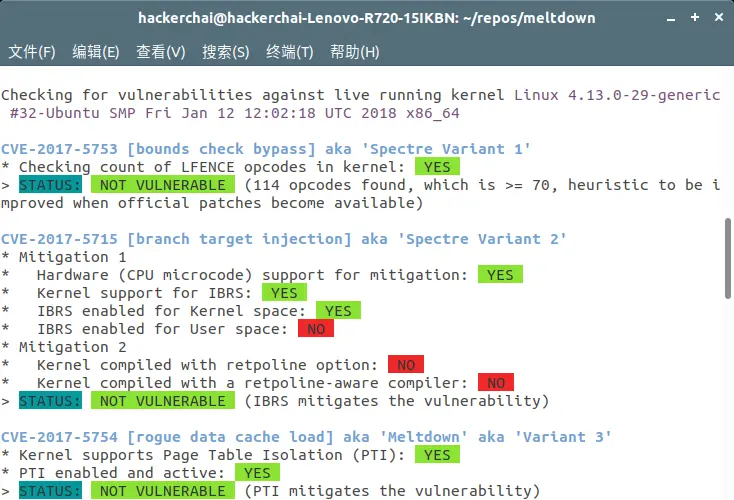 hackerchai@hackerchai-Lenovo-R720-15IKBN: ~/repos/meltdown
文件(F) 编辑(E) 查看(V) 搜索(S) 终端(T) 帮助(H)
Checking for vulnerabilities against live running kernel Linux 4.13.0-29-generic
#32-Ubuntu SMP Fri Jan 12 12:02:18 UTC 2018 x86_64
CVE-2017-5753 [bounds check bypass] aka 'Spectre Variant 1'
* Checking count of LFENCE opcodes in kernel: YES
> STATUS: NOT VULNERABLE (114 opcodes found, which is >= 70, heuristic to be i
mproved when official patches become available)
CVE-2017-5715 [branch target injection] aka 'Spectre Variant 2'
* Mitigation 1
* Hardware (CPU microcode) support for mitigation: YES
* Kernel support for IBRS: YES
* IBRS enabled for Kernel space: YES
* IBRS enabled for User space: NO
* Mitigation 2
* Kernel compiled with retpoline option: NO
* Kernel compiled with a retpoline-aware compiler: NO
> STATUS: NOT VULNERABLE (IBRS mitigates the vulnerability)
CVE-2017-5754 [rogue data cache load] aka 'Meltdown' aka 'Variant 3'
* Kernel supports Page Table Isolation (PTI): YES
* PTI enabled and active: YES
> STATUS: NOT VULNERABLE (PTI mitigates the vulnerability)